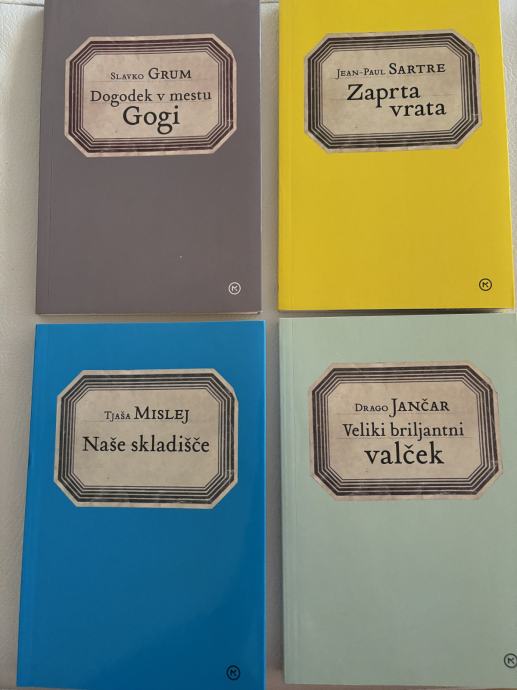 Slavko Grum
Dogodek v mestu
Gogi
Jean-Paul Sartre
Zaprta
vrata
Tjaša Mislej
Naše skladišče
Drago Jančar
Veliki briljantni
valček